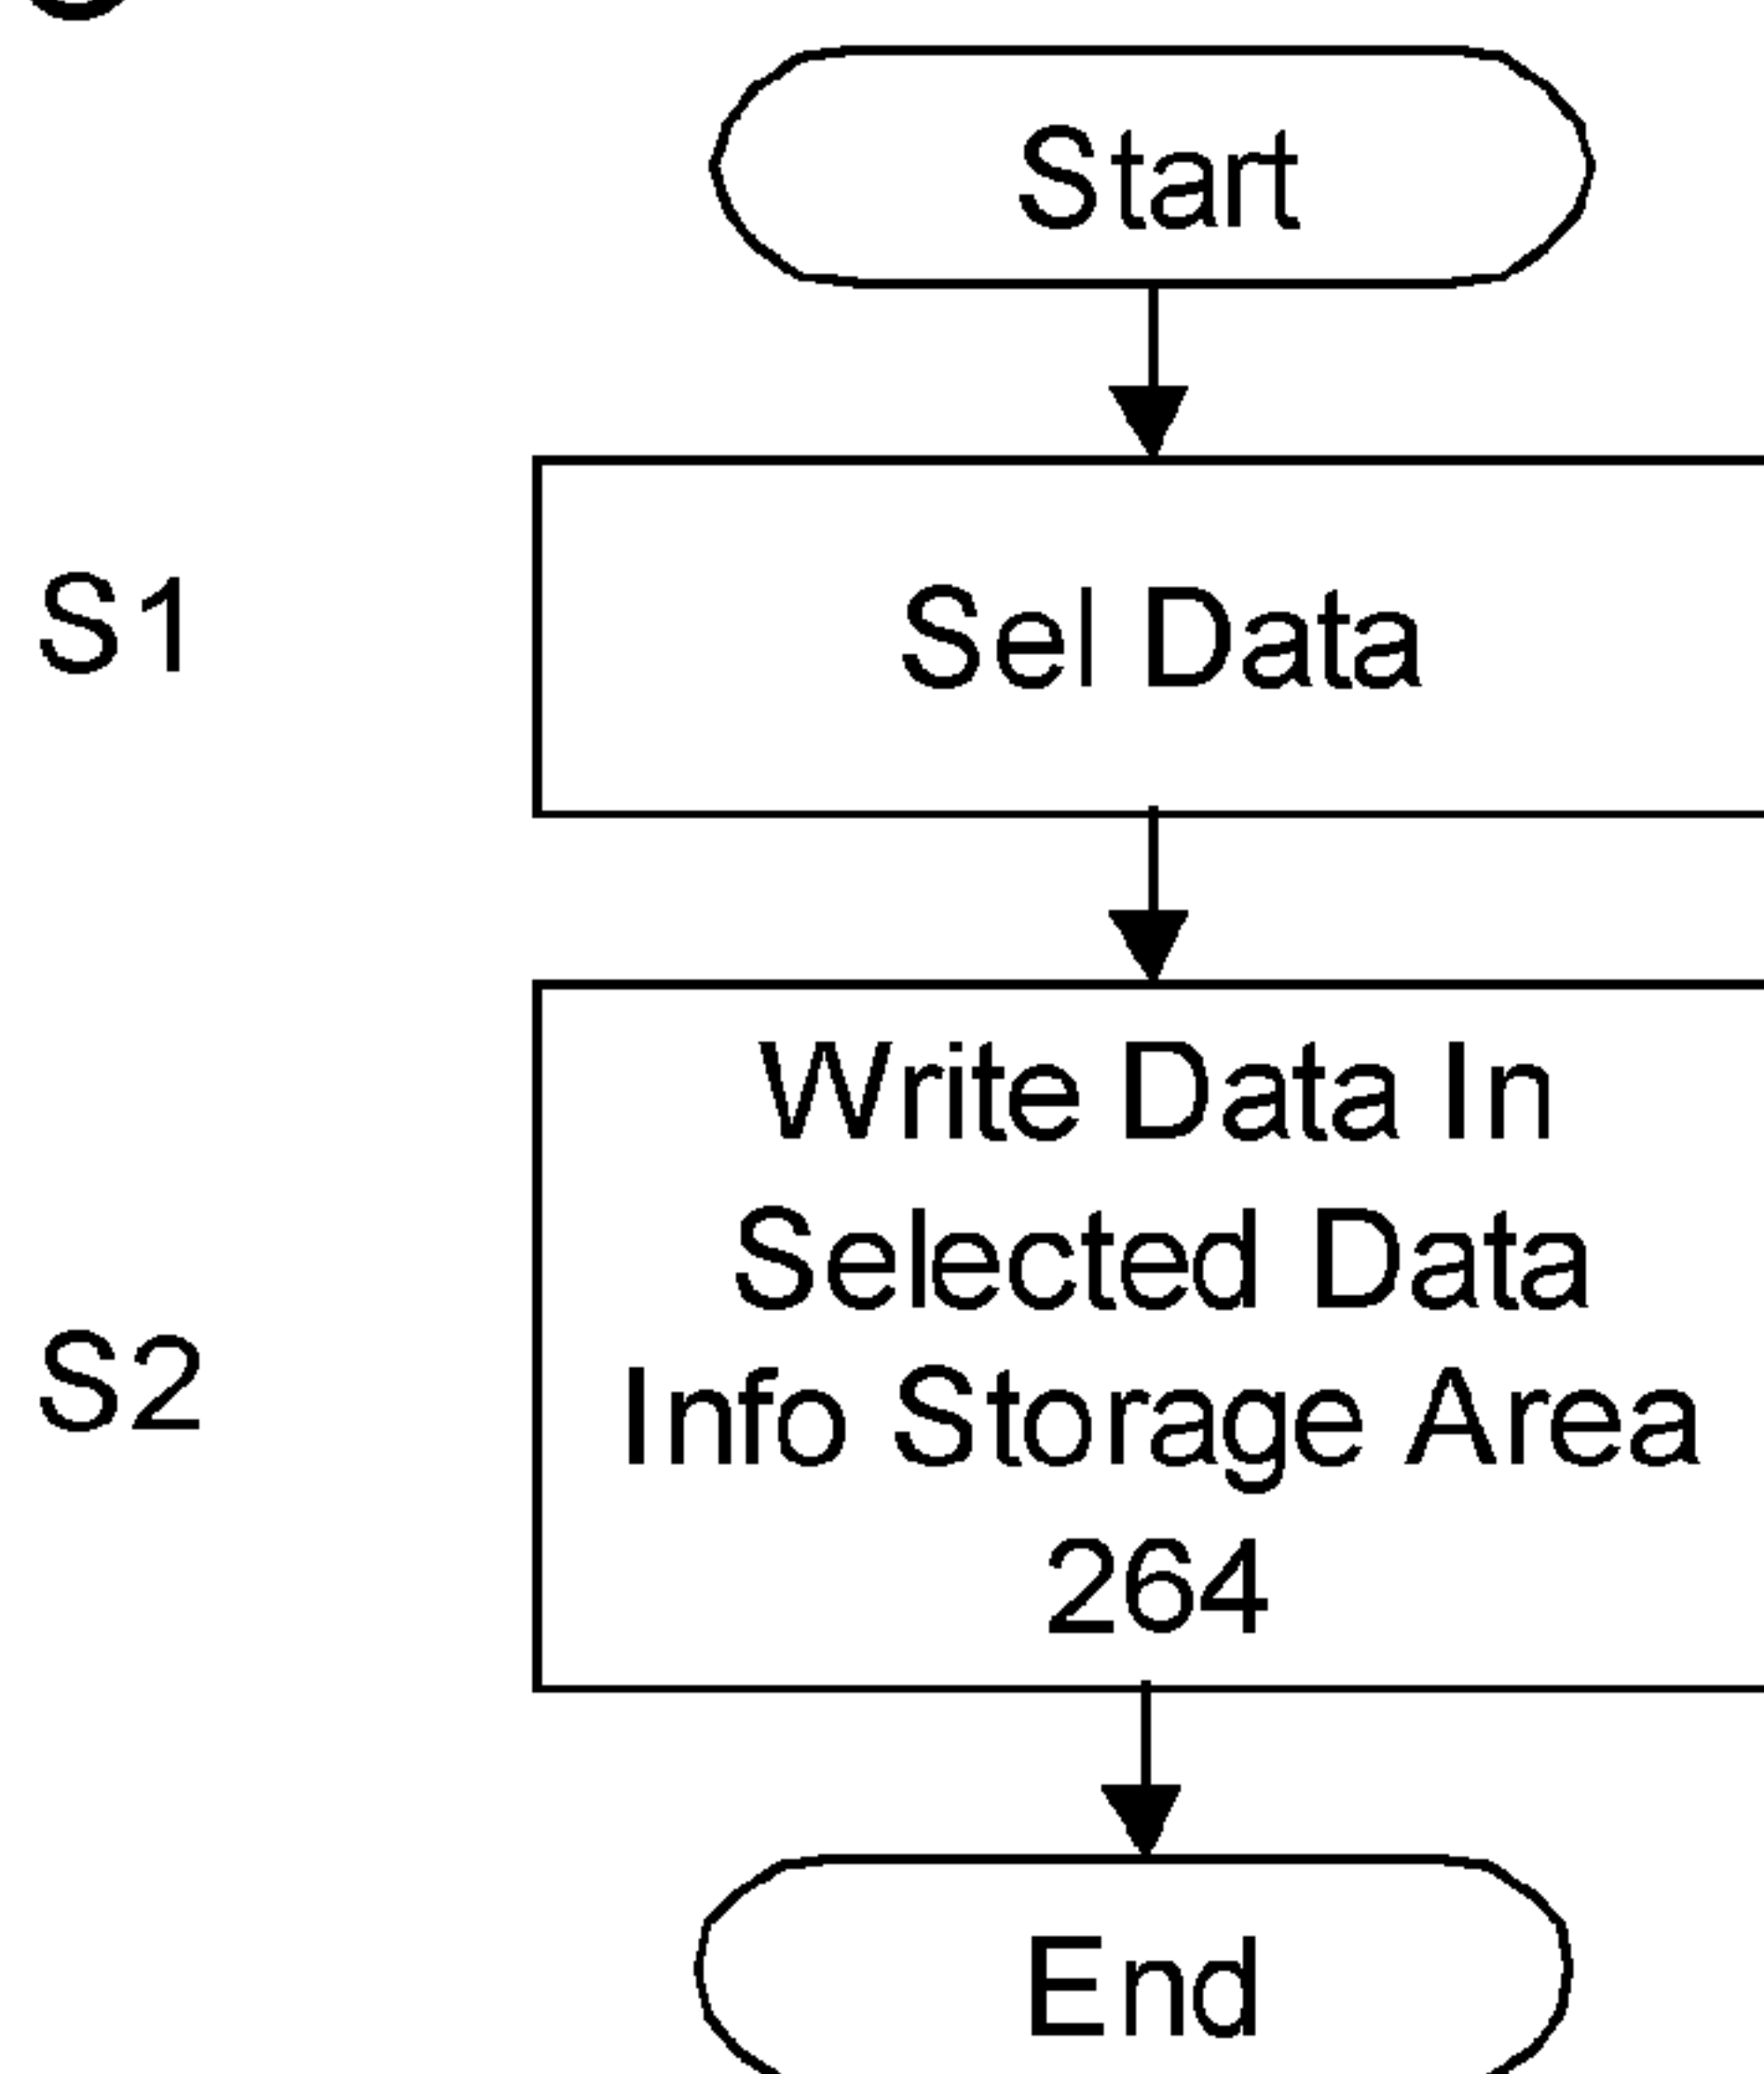 Start
S1
Sel Data
Write Data In
Selected Data
S2
Info Storage Area
264
End